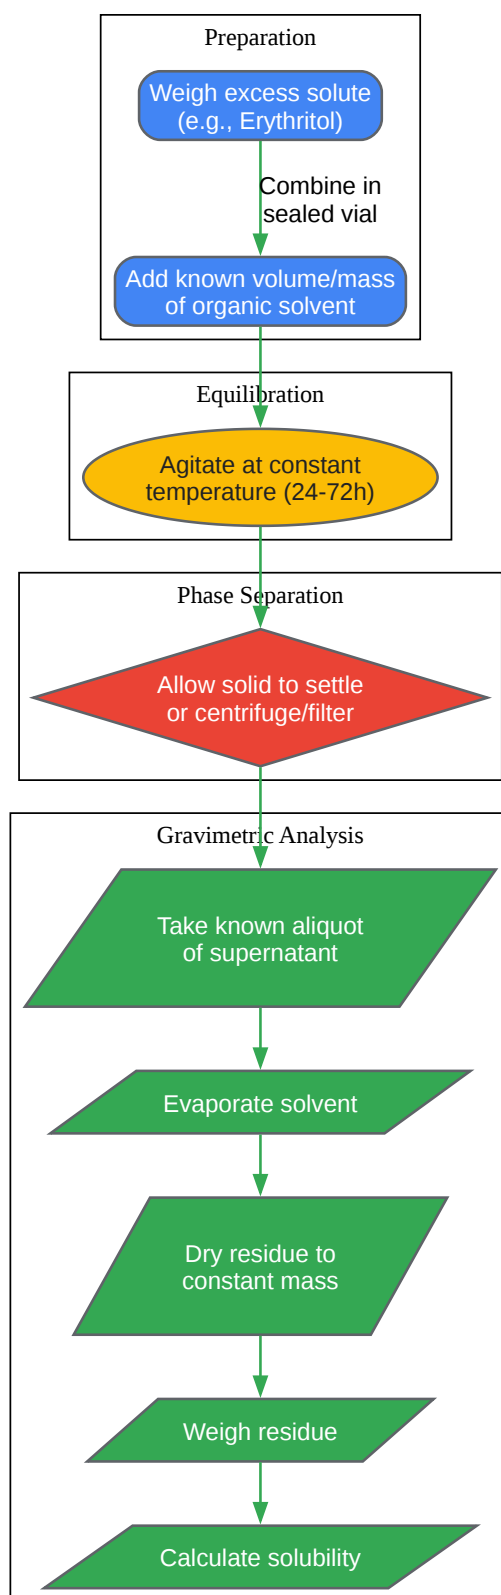 Preparation
Weigh excess solute
(e.g., Erythritol)
Combine in
sealed vial
Add known volume/mass
of organic solvent
Equilibration
Agitate at constant
temperature (24-72h)
Phase Separation
Allow solid to settle
or centrifuge/filter
Gravimetric Analysis
Take known aliquot
of supernatant
Evaporate solvent
Dry residue to
constant mass
Weigh residue
Calculate solubility